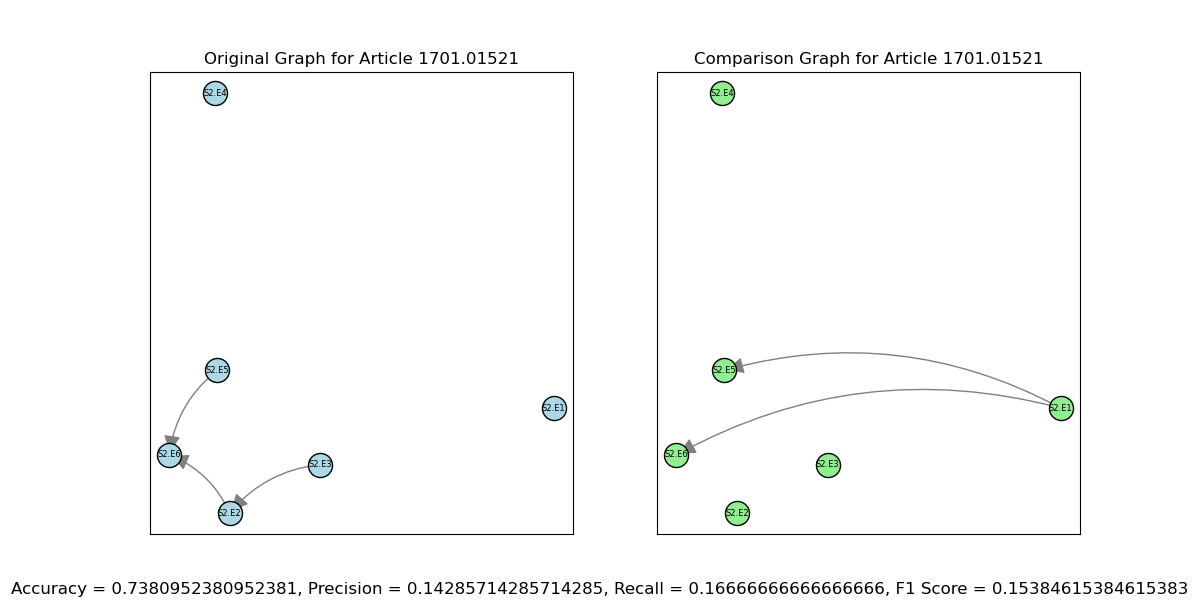 Original Graph for Article 1701.01521
Comparison Graph for Article 1701.01521
S2.E4
S2.E4
S2.E5
S2.E5
S2.E1
S2.E1
S2.E6
S2.E6
S2.E3
S2.E3
S2.E2
S2.E2
Accuracy = 0.7380952380952381, Precision = 0.14285714285714285, Recall = 0.16666666666666666, F1 Score = 0.15384615384615383